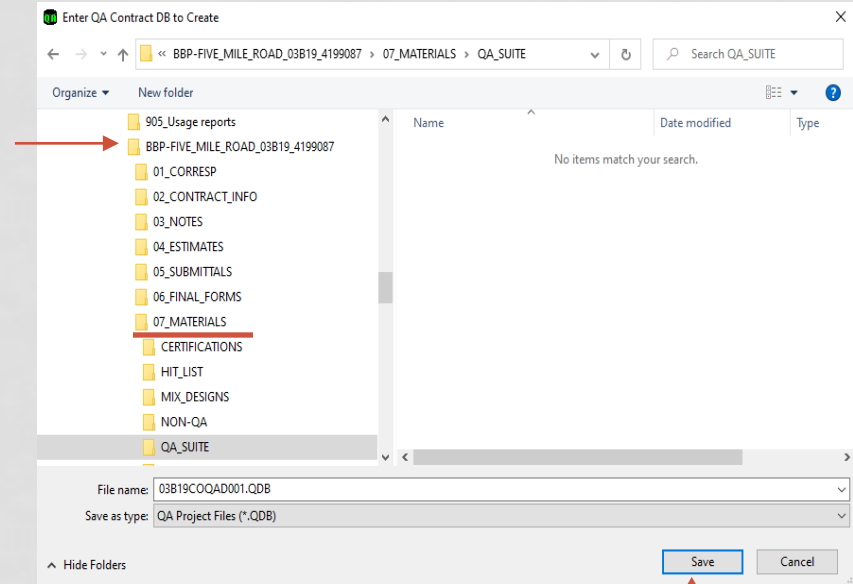 QA Enter QA Contract DB to Create
« BBP-FIVE_MILE_ROAD_03B19_4199087 › 07_MATERIALS › QA_SUITE
Search QA_SUITE
Organize New folder
?
905_Usage reports
BBP-FIVE_MILE_ROAD_03B19_4199087
01_CORRESP
02_CONTRACT_INFO
03_NOTES
04_ESTIMATES
05_SUBMITTALS
06_FINAL_FORMS
07_MATERIALS
CERTIFICATIONS
HIT_LIST
MIX_DESIGNS
NON-QA
QA_SUITE
Name Date modified Type
No items match your search.
File name: 03B19COQAD001.QDB
Save as type: QA Project Files (*.QDB)
Hide Folders
Save Cancel